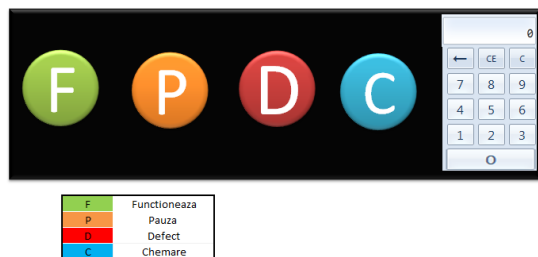 F P D C
0
← CE C
7 8 9
4 5 6
1 2 3
O
F Functioneaza
P Pauza
D Defect
C Chemare